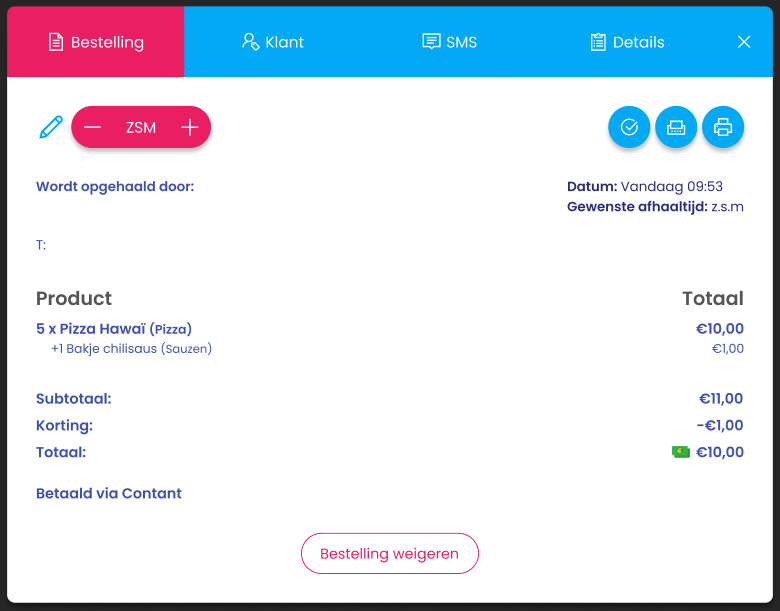 Bestelling Klant SMS Details
ZSM
Wordt opgehaald door:
Datum: Vandaag 09:53
Gewenste afhaaltijd: z.s.m
T:
Product Totaal
5 x Pizza Hawaï (Pizza) €10,00
+1 Bakje chilisaus (Sauzen) €1,00
Subtotaal: €11,00
Korting: -€1,00
Totaal: €10,00
Betaald via Contant
Bestelling weigeren